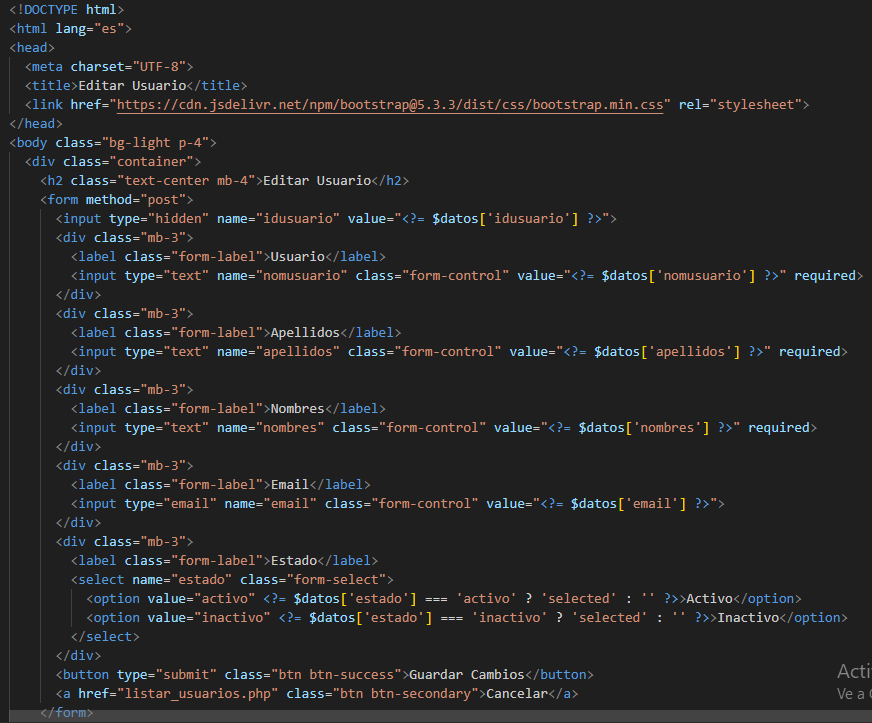 <!DOCTYPE html>
<html lang="es">
<head>
  <meta charset="UTF-8">
  <title>Editar Usuario</title>
  <link href="https://cdn.jsdelivr.net/npm/bootstrap@5.3.3/dist/css/bootstrap.min.css" rel="stylesheet">
</head>
<body class="bg-light p-4">
  <div class="container">
    <h2 class="text-center mb-4">Editar Usuario</h2>
    <form method="post">
      <input type="hidden" name="idusuario" value="<?= $datos['idusuario'] ?>">
      <div class="mb-3">
        <label class="form-label">Usuario</label>
        <input type="text" name="nomusuario" class="form-control" value="<?= $datos['nomusuario'] ?>" required>
      </div>
      <div class="mb-3">
        <label class="form-label">Apellidos</label>
        <input type="text" name="apellidos" class="form-control" value="<?= $datos['apellidos'] ?>" required>
      </div>
      <div class="mb-3">
        <label class="form-label">Nombres</label>
        <input type="text" name="nombres" class="form-control" value="<?= $datos['nombres'] ?>" required>
      </div>
      <div class="mb-3">
        <label class="form-label">Email</label>
        <input type="email" name="email" class="form-control" value="<?= $datos['email'] ?>">
      </div>
      <div class="mb-3">
        <label class="form-label">Estado</label>
        <select name="estado" class="form-select">
          <option value="activo" <?= $datos['estado'] === 'activo' ? 'selected' : '' ?>>Activo</option>
          <option value="inactivo" <?= $datos['estado'] === 'inactivo' ? 'selected' : '' ?>>Inactivo</option>
        </select>
      </div>
      <button type="submit" class="btn btn-success">Guardar Cambios</button>
      <a href="listar_usuarios.php" class="btn btn-secondary">Cancelar</a>
    </form>
Acti
Ve a